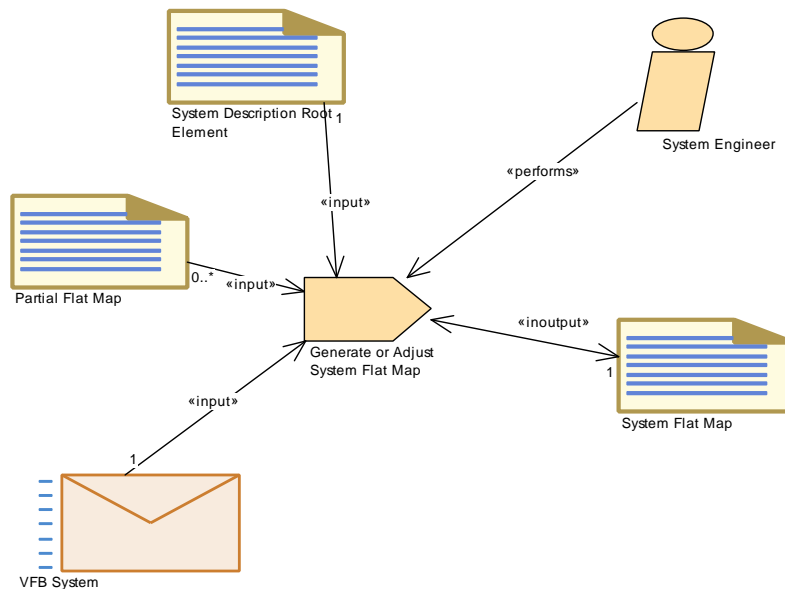 System Description Root
Element
1
System Engineer
«performs»
«input»
Partial Flat Map
0..*
«input»
Generate or Adjust
System Flat Map
«inoutput»
1
System Flat Map
«input»
1
VFB System